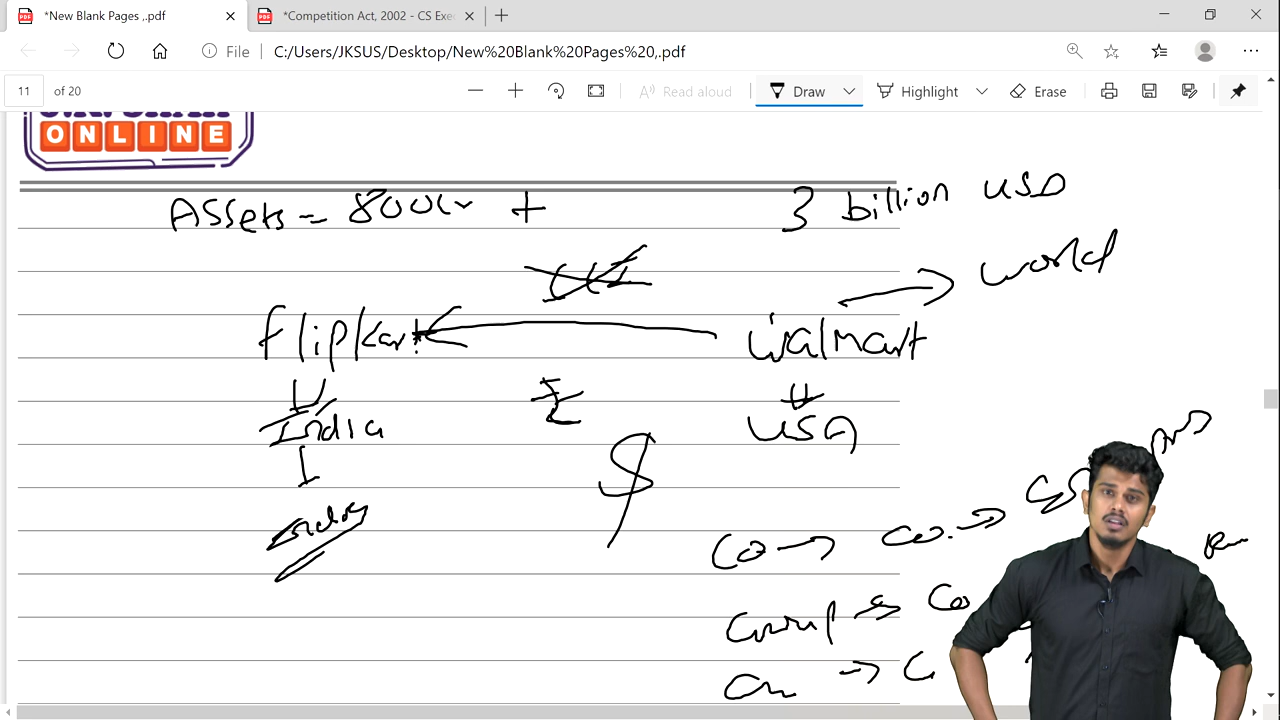 *New Blank Pages ,.pdf
*Competition Act, 2002 - CS Exe
File
C:/Users/JKSUS/Desktop/New%20Blank%20Pages%20,.pdf
11 of 20
Read aloud
Draw
Highlight
Erase
ONLINE
Assets = 800Cr + 3 billion USD
CCI
world
Flipkart
Walmart
India
₹
USA
$
Co → Co. →
Group